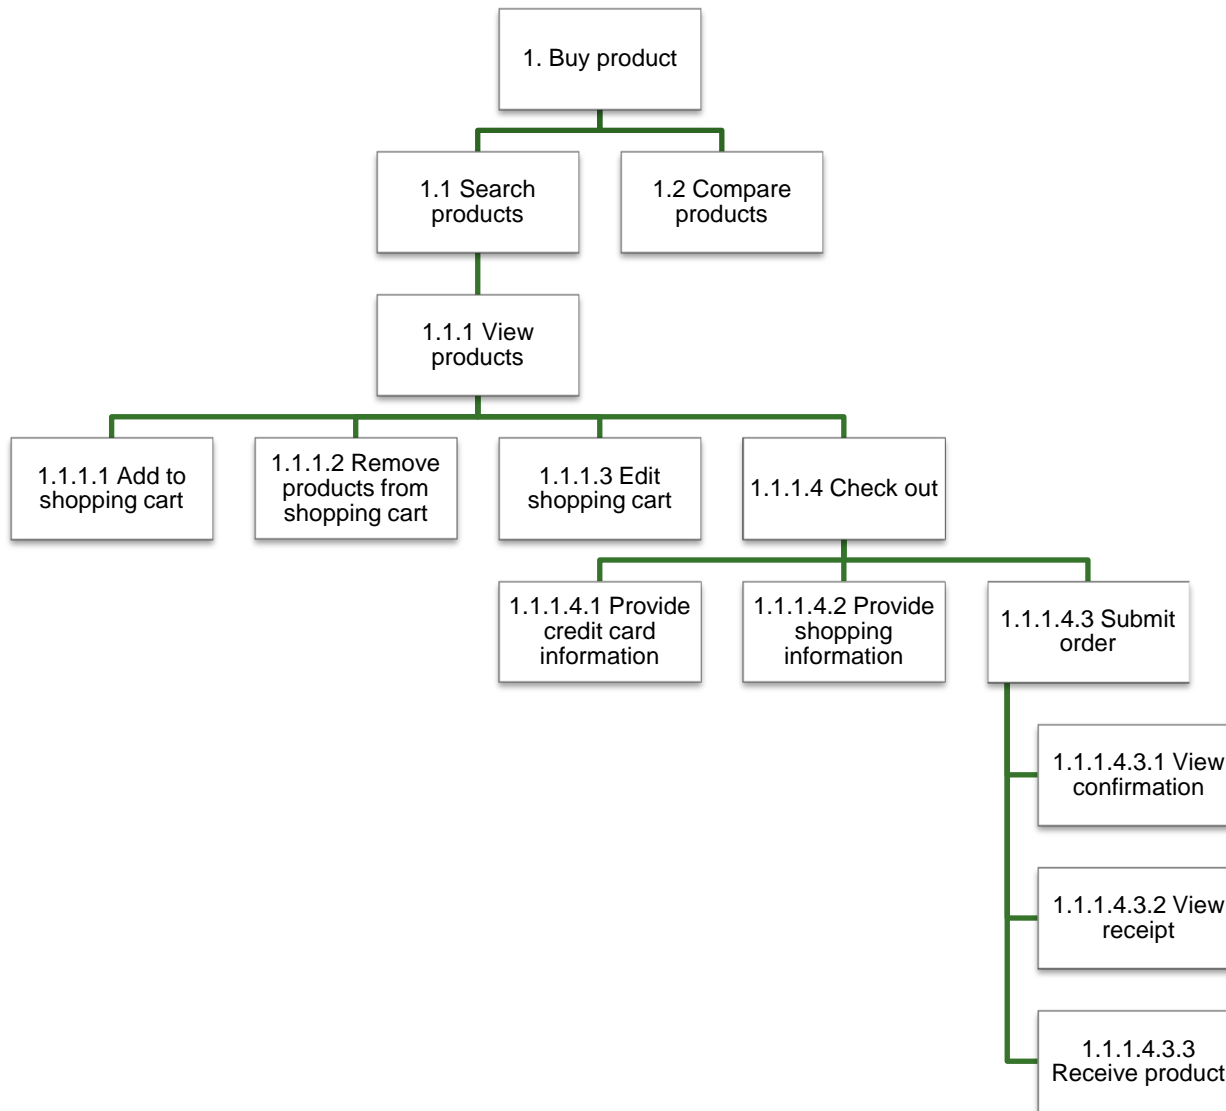 1. Buy product
1.1 Search
products
1.2 Compare
products
1.1.1 View
products
1.1.1.1 Add to
shopping cart
1.1.1.2 Remove
products from
shopping cart
1.1.1.3 Edit
shopping cart
1.1.1.4 Check out
1.1.1.4.1 Provide
credit card
information
1.1.1.4.2 Provide
shopping
information
1.1.1.4.3 Submit
order
1.1.1.4.3.1 View
confirmation
1.1.1.4.3.2 View
receipt
1.1.1.4.3.3
Receive product